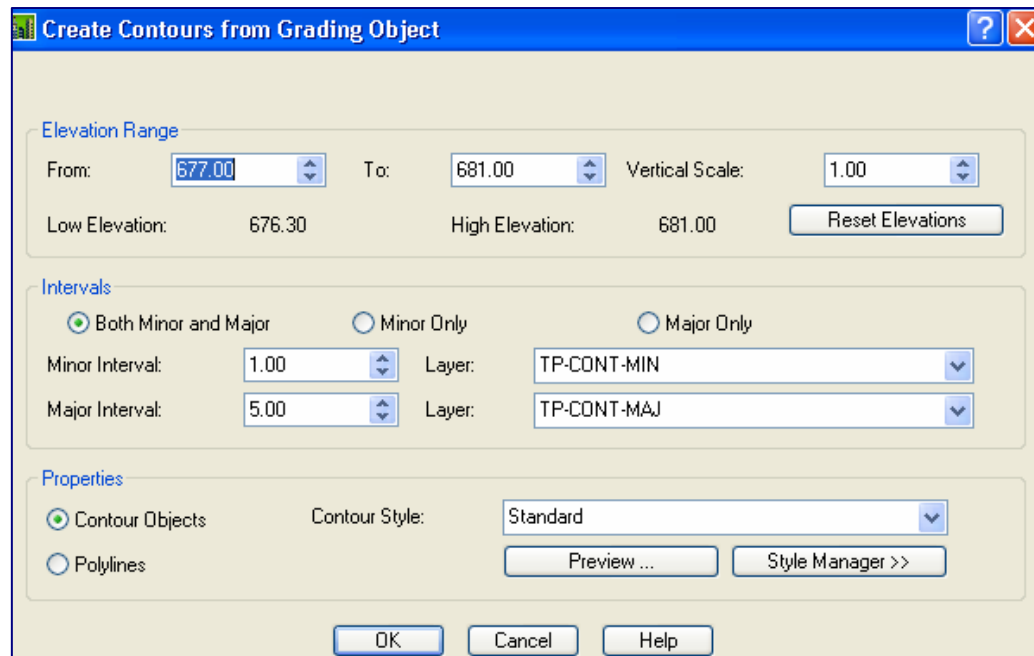 Create Contours from Grading Object
Elevation Range
From: 677.00 To: 681.00 Vertical Scale: 1.00
Low Elevation: 676.30 High Elevation: 681.00 Reset Elevations
Intervals
Both Minor and Major Minor Only Major Only
Minor Interval: 1.00 Layer: TP-CONT-MIN
Major Interval: 5.00 Layer: TP-CONT-MAJ
Properties
Contour Objects Contour Style: Standard
Polylines Preview ... Style Manager >>
OK Cancel Help